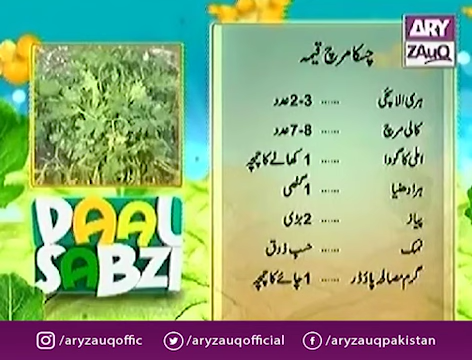 ARY
ZAUQ
چسکا مرچ قیمہ
ہری الائچی ...... 2-3 عدد
کالی مرچ ...... 7-8 عدد
املی کا گودا ...... 1 کھانے کا چمچہ
ہرا دھنیا ...... 1 گٹھی
پیاز ...... 2 بڑی
نمک ...... حسب ذوق
گرم مصالحہ پاؤڈر ...... 1 چائے کا چمچہ
DAAL
SABZI
/aryzauqoffic /aryzauqofficial /aryzauqpakistan